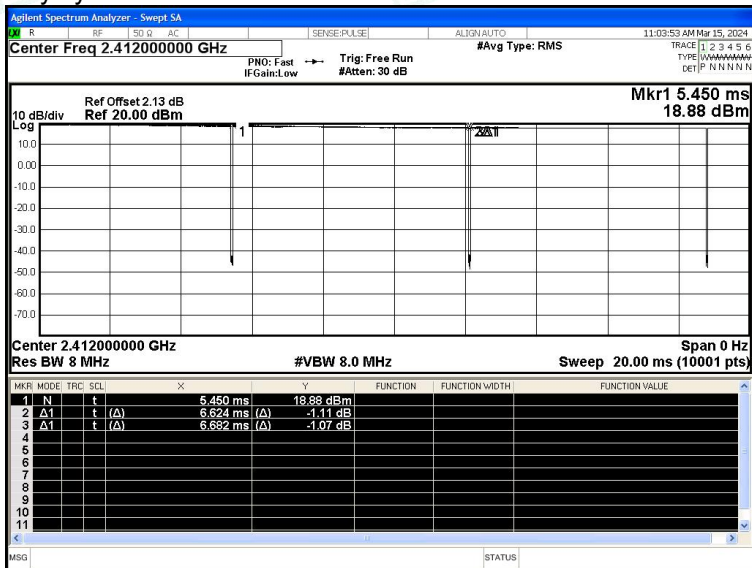 Agilent Spectrum Analyzer - Swept SA
LXI R RF 50 Ω AC SENSE:PULSE ALIGN AUTO 11:03:53 AM Mar 15, 2024
Center Freq 2.412000000 GHz #Avg Type: RMS TRACE 1 2 3 4 5 6
PNO: Fast Trig: Free Run TYPE
IFGain:Low #Atten: 30 dB DET P N N N N N
Mkr1 5.450 ms
Ref Offset 2.13 dB
10 dB/div Ref 20.00 dBm 18.88 dBm
Log
1 2Δ1
10.0
0.00
-10.0
-20.0
-30.0
-40.0
-50.0
-60.0
-70.0
Center 2.412000000 GHz Span 0 Hz
Res BW 8 MHz #VBW 8.0 MHz Sweep 20.00 ms (10001 pts)
MKR MODE TRC SCL X Y FUNCTION FUNCTION WIDTH FUNCTION VALUE
1 N t 5.450 ms 18.88 dBm
2 Δ1 t (Δ) 6.624 ms (Δ) -1.11 dB
3 Δ1 t (Δ) 6.682 ms (Δ) -1.07 dB
4
5
6
7
8
9
10
11
MSG STATUS